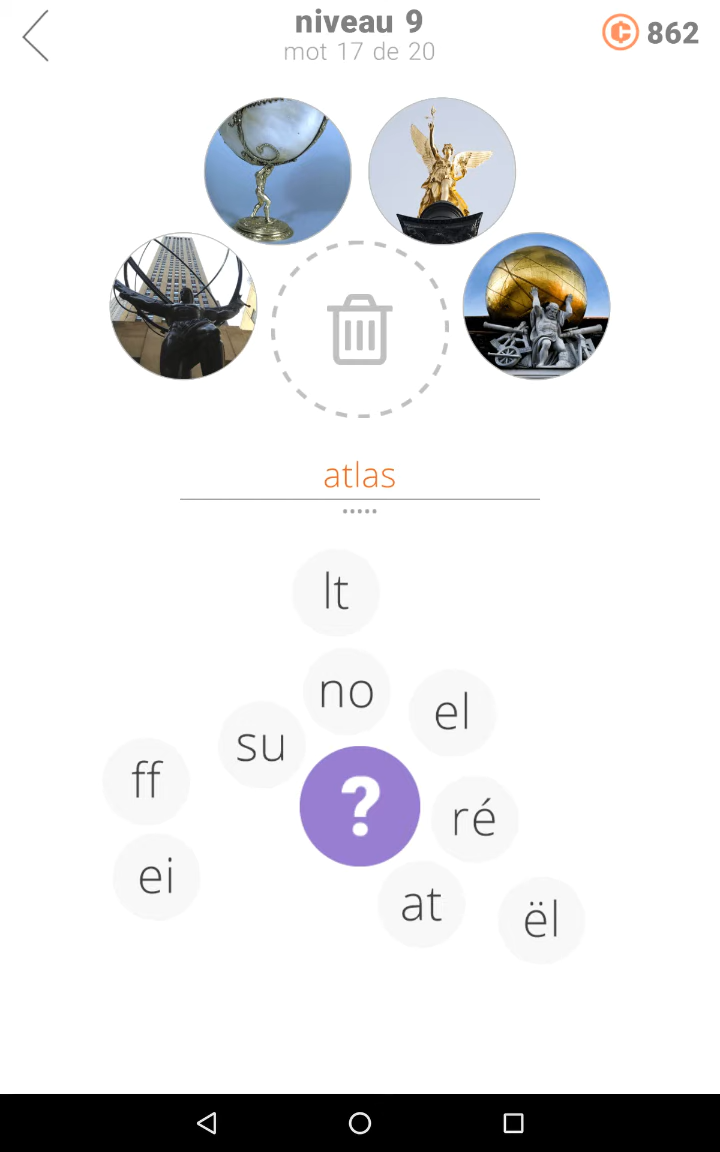 niveau 9
mot 17 de 20
862
atlas
lt
no
el
su
ff
?
ré
ei
at
ël